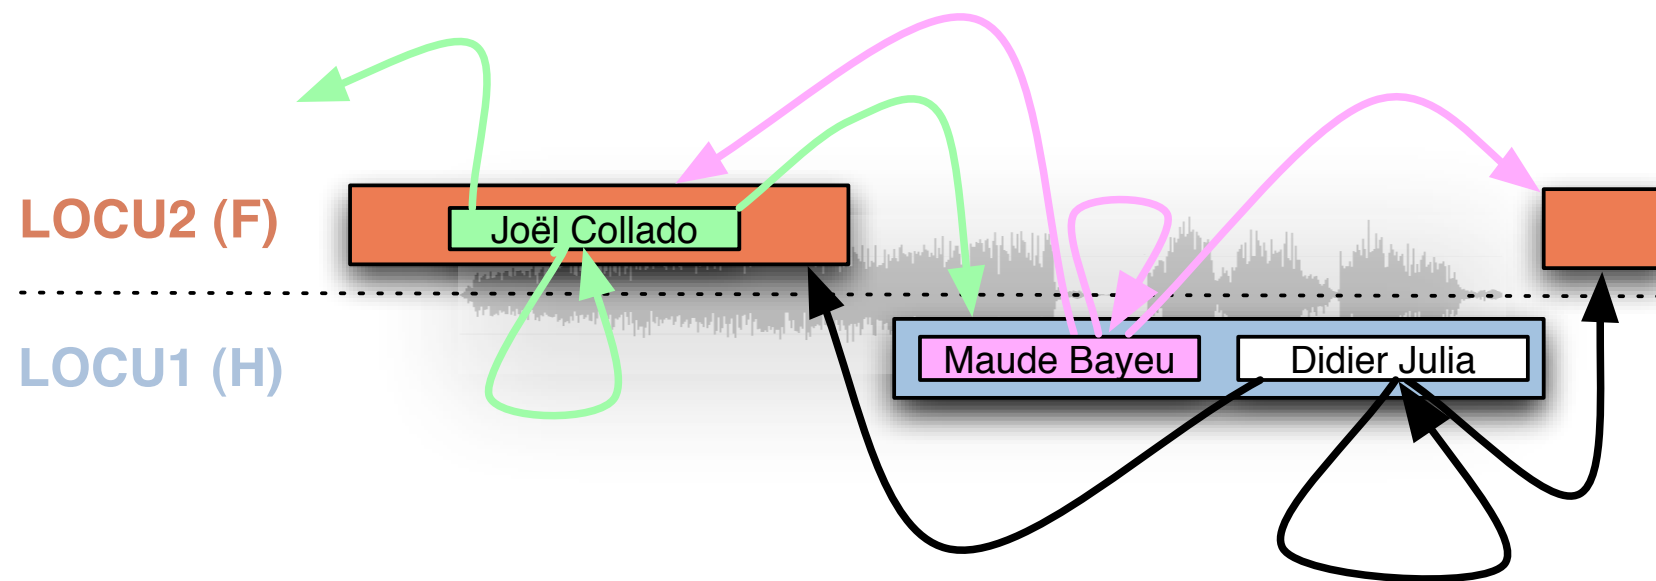 LOCU2 (F)
Joël Collado
LOCU1 (H)
Maude Bayeu
Didier Julia